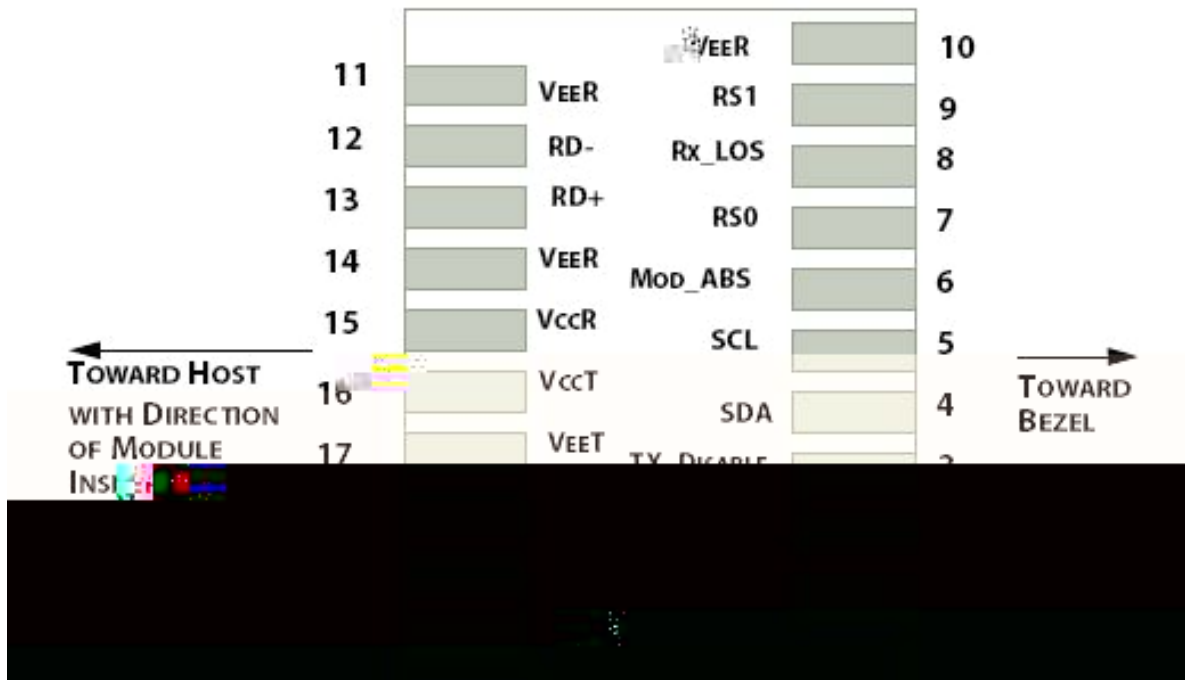 VEER 10
11 VEER
RS1 9
12 RD-
Rx_LOS 8
13 RD+
RS0 7
14 VEER
MOD_ABS 6
15 VCCR
SCL 5
TOWARD HOST
WITH DIRECTION
OF MODULE
16 VCCT
SDA 4
TOWARD
BEZEL
17 VEET
TX_DISABLE